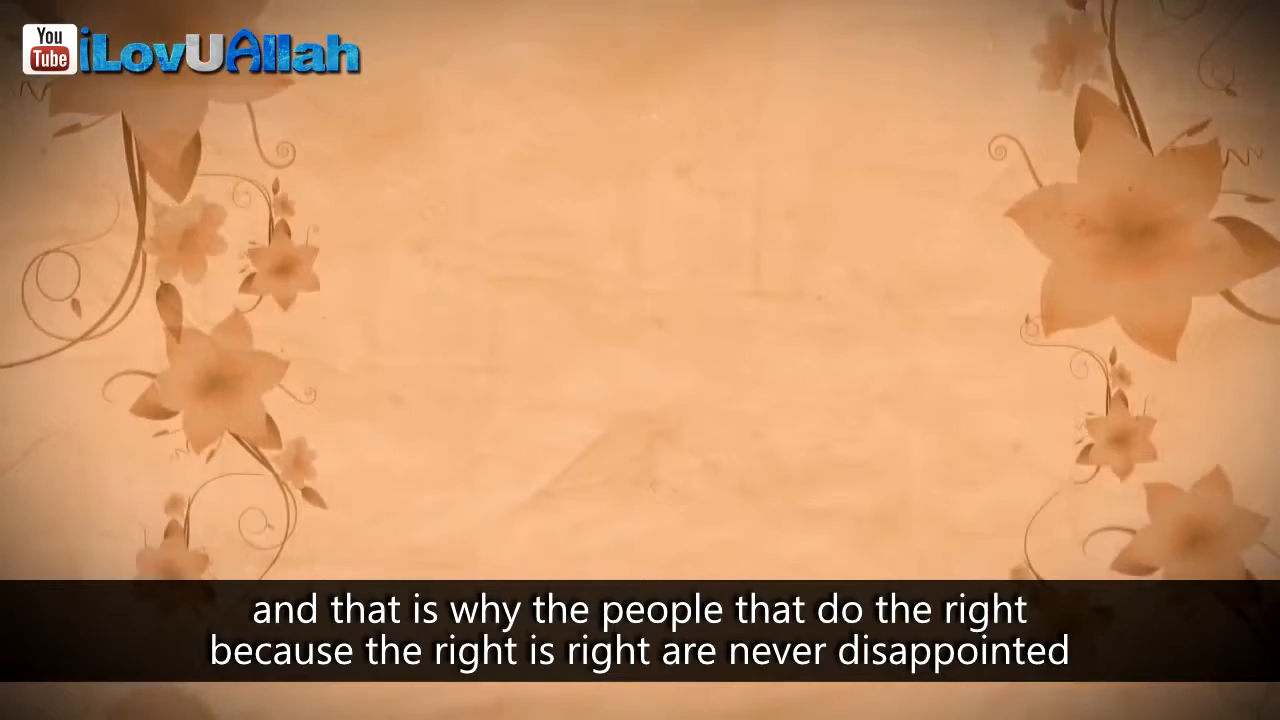 You
Tube
iLovUAllah
and that is why the people that do the right
because the right is right are never disappointed